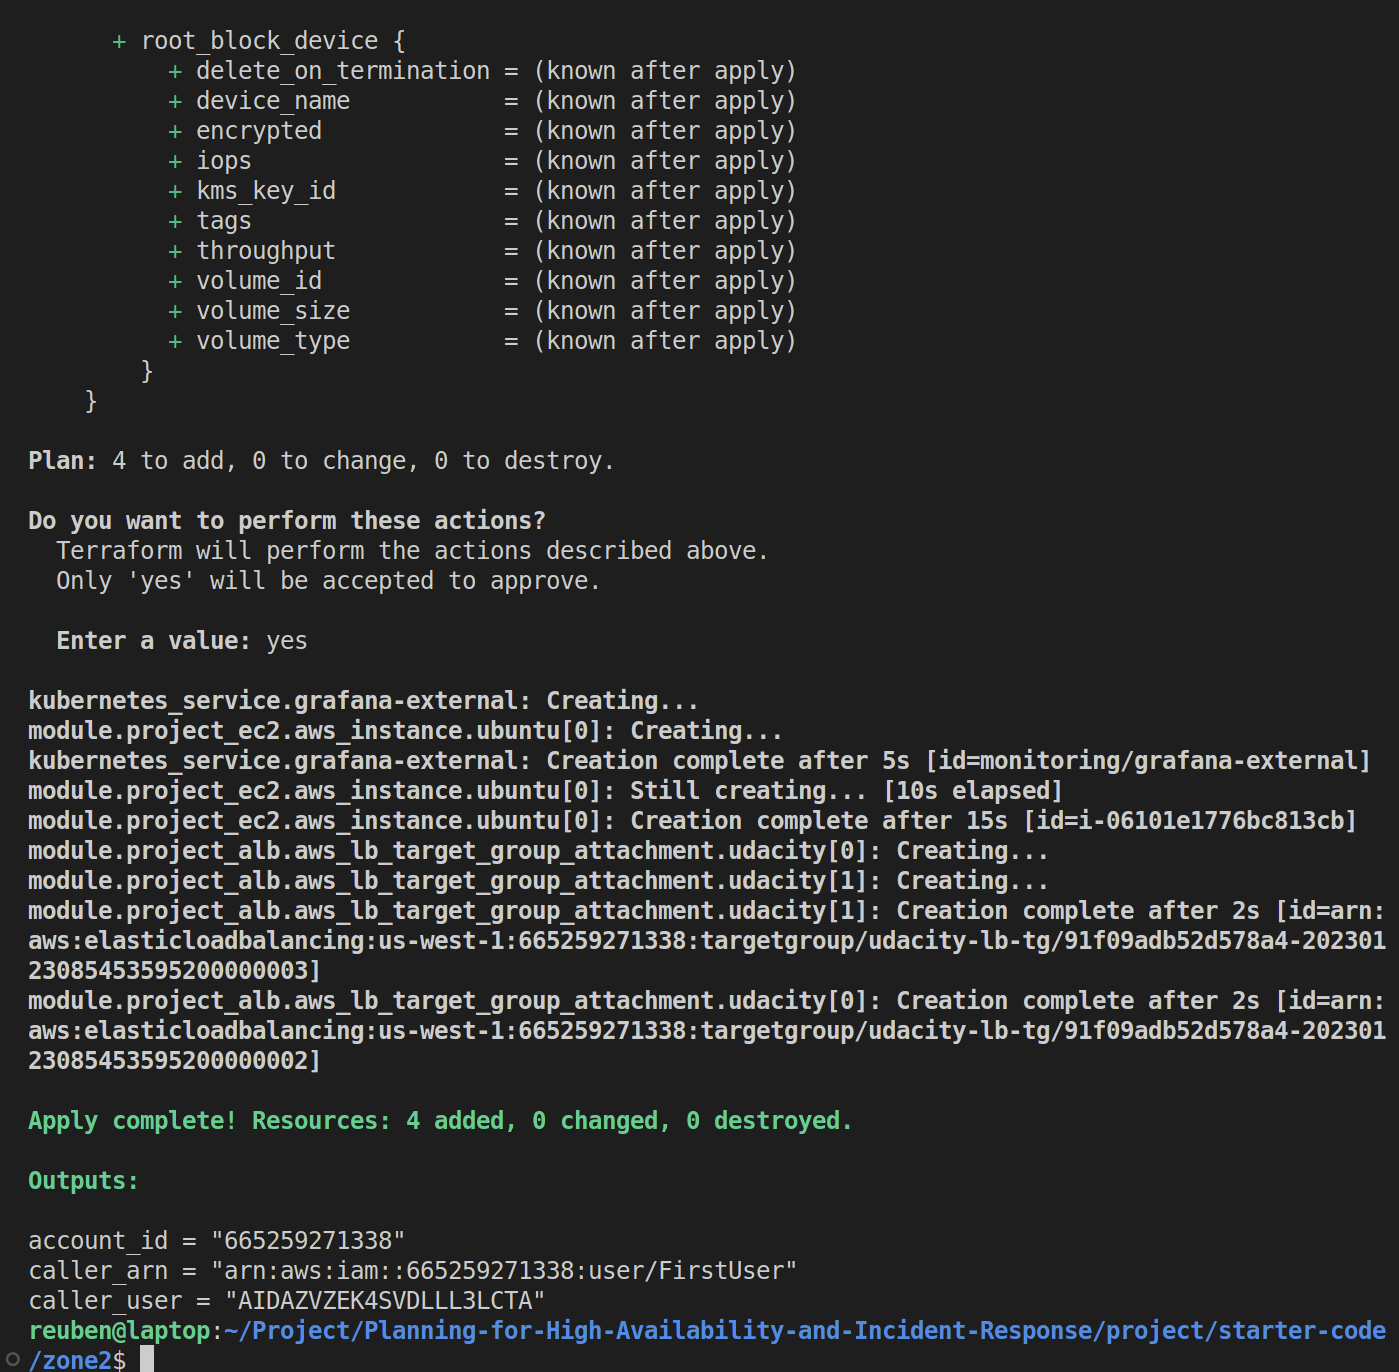 + root_block_device {
+ delete_on_termination = (known after apply)
+ device_name = (known after apply)
+ encrypted = (known after apply)
+ iops = (known after apply)
+ kms_key_id = (known after apply)
+ tags = (known after apply)
+ throughput = (known after apply)
+ volume_id = (known after apply)
+ volume_size = (known after apply)
+ volume_type = (known after apply)
}
}
Plan: 4 to add, 0 to change, 0 to destroy.
Do you want to perform these actions?
Terraform will perform the actions described above.
Only 'yes' will be accepted to approve.
Enter a value: yes
kubernetes_service.grafana-external: Creating...
module.project_ec2.aws_instance.ubuntu[0]: Creating...
kubernetes_service.grafana-external: Creation complete after 5s [id=monitoring/grafana-external]
module.project_ec2.aws_instance.ubuntu[0]: Still creating... [10s elapsed]
module.project_ec2.aws_instance.ubuntu[0]: Creation complete after 15s [id=i-06101e1776bc813cb]
module.project_alb.aws_lb_target_group_attachment.udacity[0]: Creating...
module.project_alb.aws_lb_target_group_attachment.udacity[1]: Creating...
module.project_alb.aws_lb_target_group_attachment.udacity[1]: Creation complete after 2s [id=arn:
aws:elasticloadbalancing:us-west-1:665259271338:targetgroup/udacity-lb-tg/91f09adb52d578a4-202301
23085453595200000003]
module.project_alb.aws_lb_target_group_attachment.udacity[0]: Creation complete after 2s [id=arn:
aws:elasticloadbalancing:us-west-1:665259271338:targetgroup/udacity-lb-tg/91f09adb52d578a4-202301
23085453595200000002]
Apply complete! Resources: 4 added, 0 changed, 0 destroyed.
Outputs:
account_id = "665259271338"
caller_arn = "arn:aws:iam::665259271338:user/FirstUser"
caller_user = "AIDAZVZEK4SVDLLL3LCTA"
reuben@laptop:~/Project/Planning-for-High-Availability-and-Incident-Response/project/starter-code
/zone2$